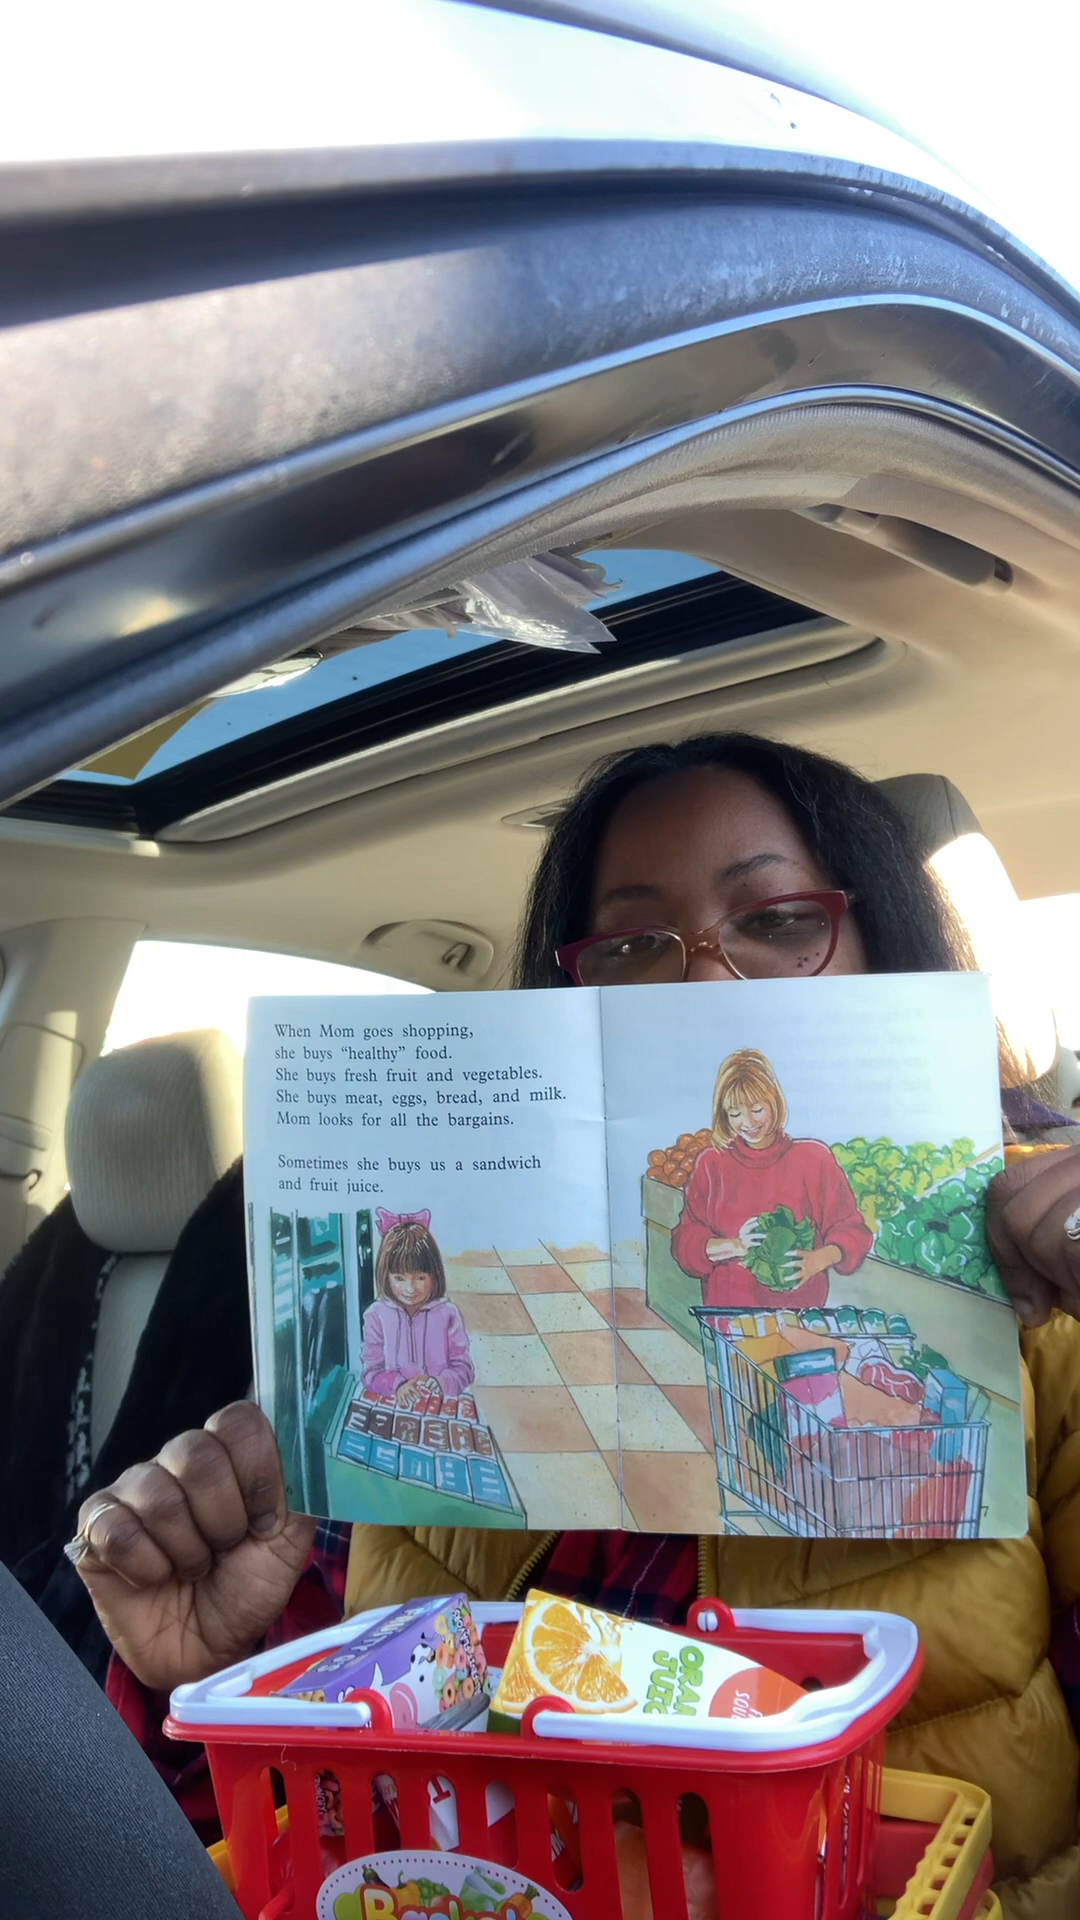 When Mom goes shopping,
she buys “healthy” food.
She buys fresh fruit and vegetables.
She buys meat, eggs, bread, and milk.
Mom looks for all the bargains.
Sometimes she buys us a sandwich
and fruit juice.
7